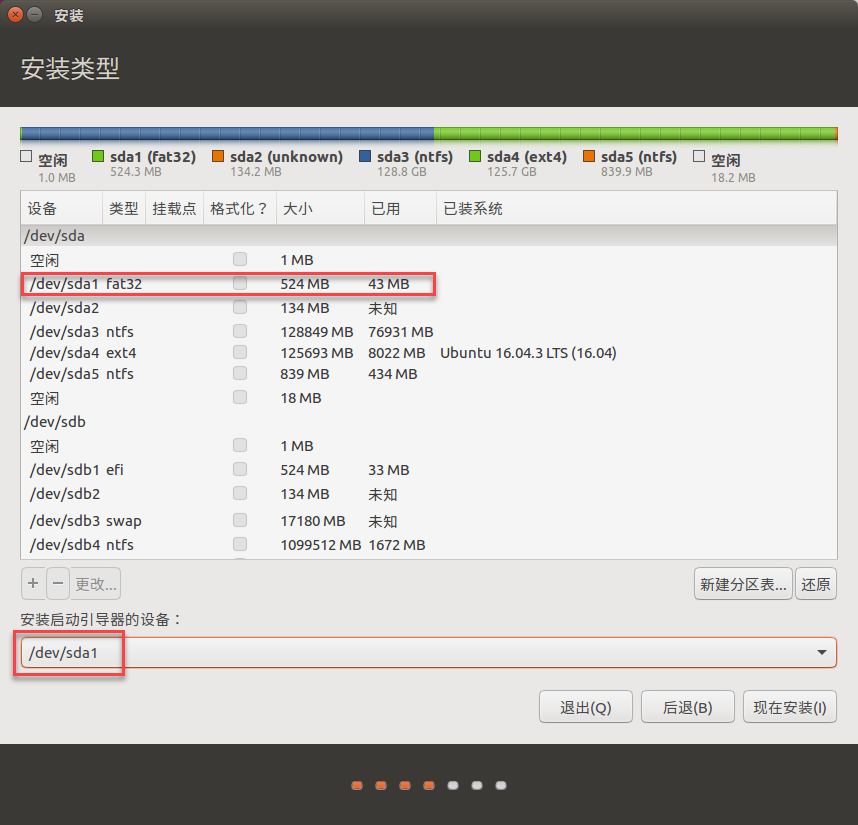 安装
安装类型
空闲 sda1 (fat32) sda2 (unknown) sda3 (ntfs) sda4 (ext4) sda5 (ntfs) 空闲
1.0 MB 524.3 MB 134.2 MB 128.8 GB 125.7 GB 839.9 MB 18.2 MB
设备 类型 挂载点 格式化？ 大小 已用 已装系统
/dev/sda
空闲 1 MB
/dev/sda1 fat32 524 MB 43 MB
/dev/sda2 134 MB 未知
/dev/sda3 ntfs 128849 MB 76931 MB
/dev/sda4 ext4 125693 MB 8022 MB Ubuntu 16.04.3 LTS (16.04)
/dev/sda5 ntfs 839 MB 434 MB
空闲 18 MB
/dev/sdb
空闲 1 MB
/dev/sdb1 efi 524 MB 33 MB
/dev/sdb2 134 MB 未知
/dev/sdb3 swap 17180 MB 未知
/dev/sdb4 ntfs 1099512 MB 1672 MB
+ − 更改... 新建分区表... 还原
安装启动引导器的设备：
/dev/sda1
退出(Q) 后退(B) 现在安装(I)